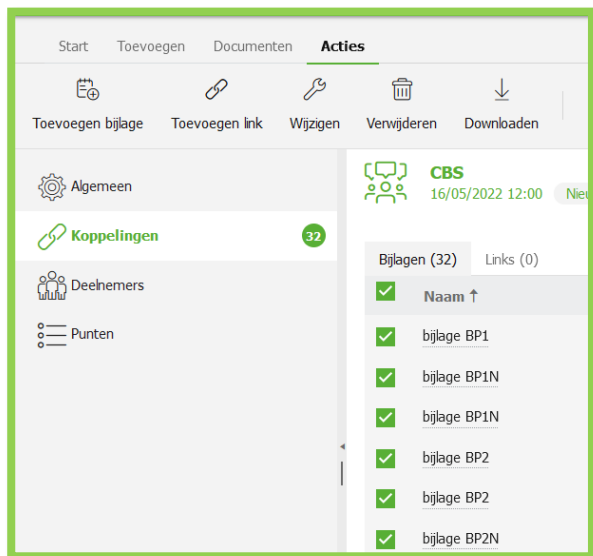 Start Toevoegen Documenten Acties
Toevoegen bijlage Toevoegen link Wijzigen Verwijderen Downloaden
Algemeen
Koppelingen 32
Deelnemers
Punten
CBS
16/05/2022 12:00
Bijlagen (32) Links (0)
Naam ↑
bijlage BP1
bijlage BP1N
bijlage BP1N
bijlage BP2
bijlage BP2
bijlage BP2N